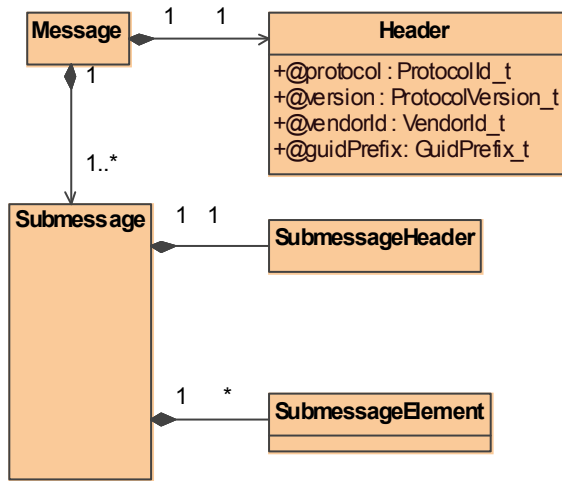 Message
1 1
Header
+@protocol : ProtocolId_t
+@version : ProtocolVersion_t
+@vendorId : VendorId_t
+@guidPrefix: GuidPrefix_t
1
1..*
Submessage
1 1
SubmessageHeader
1 *
SubmessageElement